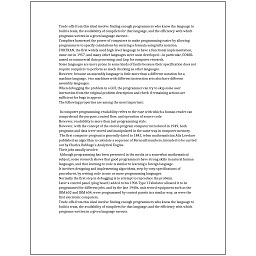 Trade-offs from this ideal involve finding enough programmers who know the language to
build a team, the availability of compilers for that language, and the efficiency with which
programs written in a given language execute.
Compilers harnessed the power of computers to make programming easier by allowing
programmers to specify calculations by entering a formula using infix notation.
FORTRAN, the first widely used high-level language to have a functional implementation,
came out in 1957, and many other languages were soon developed—in particular, COBOL
aimed at commercial data processing, and Lisp for computer research.
Some languages are more prone to some kinds of faults because their specification does not
require compilers to perform as much checking as other languages.
However, because an assembly language is little more than a different notation for a
machine language, two machines with different instruction sets also have different
assembly languages.
When debugging the problem in a GUI, the programmer can try to skip some user
interaction from the original problem description and check if remaining actions are
sufficient for bugs to appear.
The following properties are among the most important:
In computer programming, readability refers to the ease with which a human reader can
comprehend the purpose, control flow, and operation of source code.
However, readability is more than just programming style.
However, with the concept of the stored-program computer introduced in 1949, both
programs and data were stored and manipulated in the same way in computer memory.
The first computer program is generally dated to 1843, when mathematician Ada Lovelace
published an algorithm to calculate a sequence of Bernoulli numbers, intended to be carried
out by Charles Babbage's Analytical Engine.
Their jobs usually involve:
Although programming has been presented in the media as a somewhat mathematical
subject, some research shows that good programmers have strong skills in natural human
languages, and that learning to code is similar to learning a foreign language.
It involves designing and implementing algorithms, step-by-step specifications of
procedures, by writing code in one or more programming languages.
Normally the first step in debugging is to attempt to reproduce the problem.
Later a control panel (plug board) added to his 1906 Type I Tabulator allowed it to be
programmed for different jobs, and by the late 1940s, unit record equipment such as the
IBM 602 and IBM 604, were programmed by control panels in a similar way, as were the
first electronic computers.
Trade-offs from this ideal involve finding enough programmers who know the language to
build a team, the availability of compilers for that language, and the efficiency with which
programs written in a given language execute.